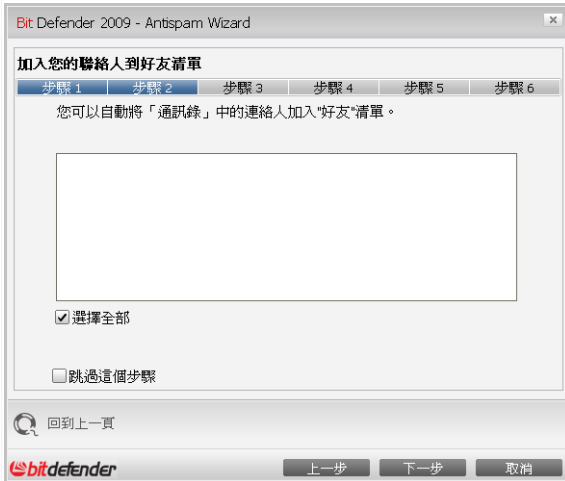 Bit Defender 2009 - Antispam Wizard
加入您的聯絡人到好友清單
步驟 1 步驟 2 步驟 3 步驟 4 步驟 5 步驟 6
您可以自動將「通訊錄」中的連絡人加入"好友"清單。
選擇全部
跳過這個步驟
回到上一頁
bitdefender 上一步 下一步 取消